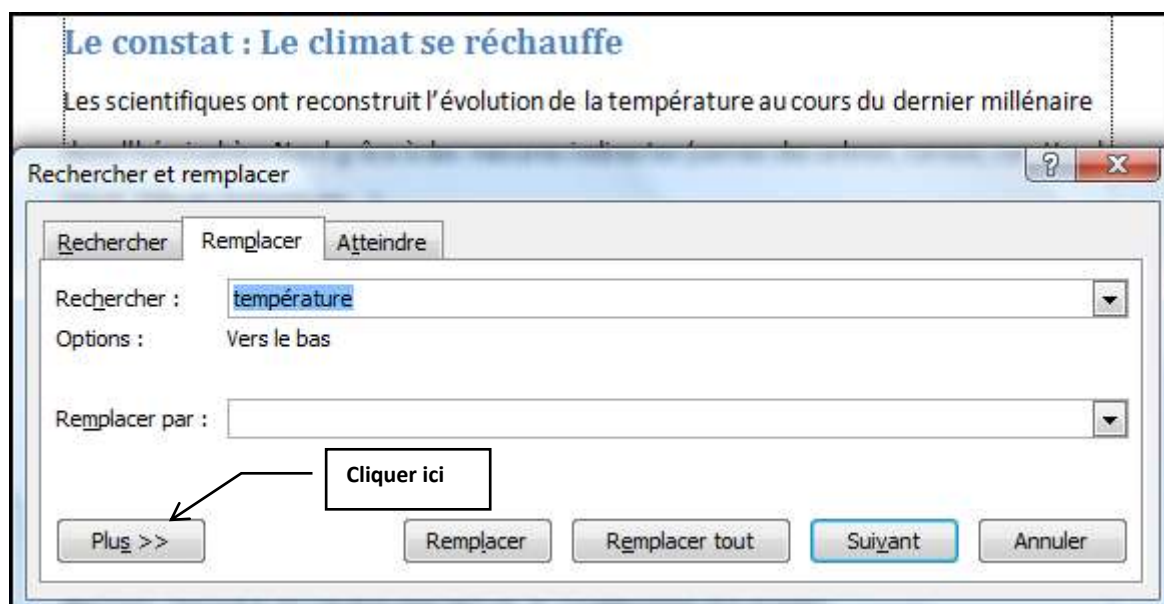 Le constat : Le climat se réchauffe
Les scientifiques ont reconstruit l'évolution de la température au cours du dernier millénaire
Rechercher et remplacer
Rechercher Remplacer Atteindre
Rechercher : température
Options : Vers le bas
Remplacer par :
Cliquer ici
Plus >> Remplacer Remplacer tout Suivant Annuler